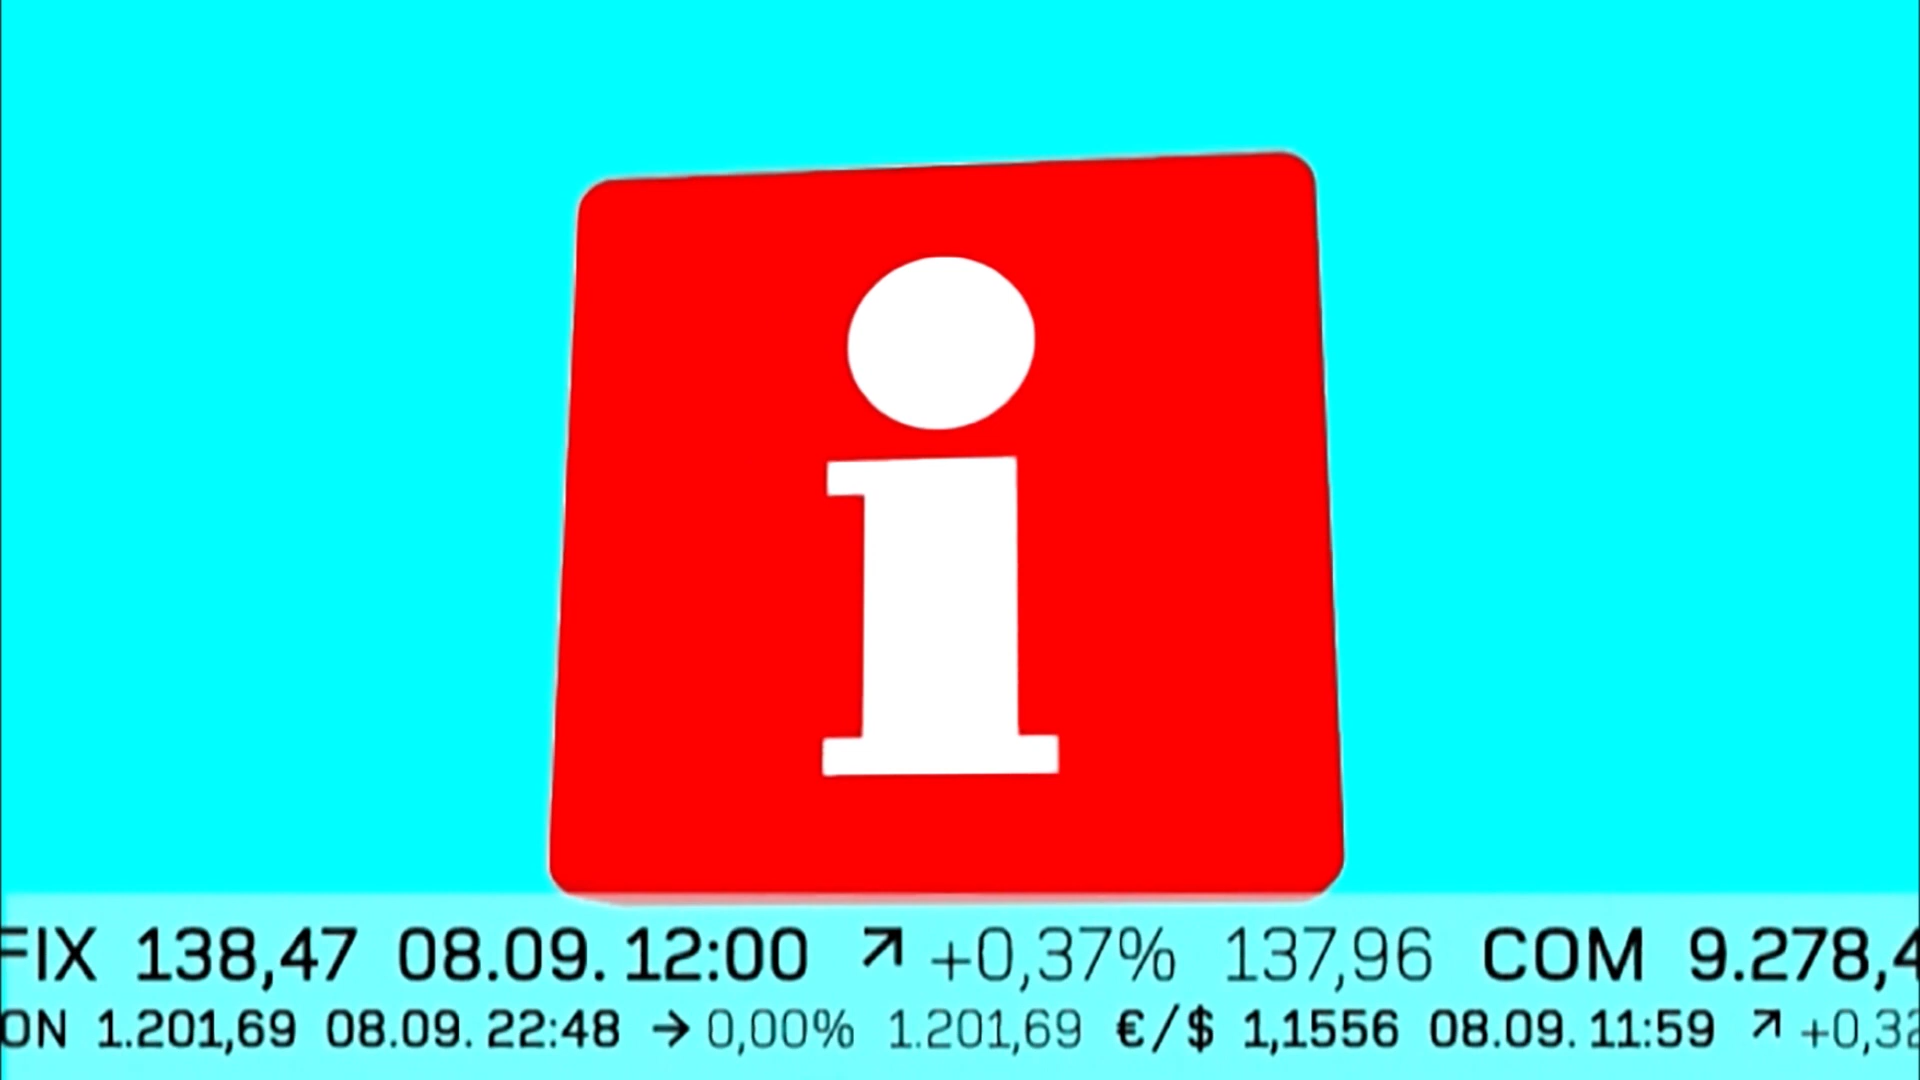 i
FIX 138,47 08.09. 12:00 ↗ +0,37% 137,96 COM 9.278,4
ON 1.201,69 08.09. 22:48 → 0,00% 1.201,69 €/$ 1,1556 08.09. 11:59 ↗ +0,32